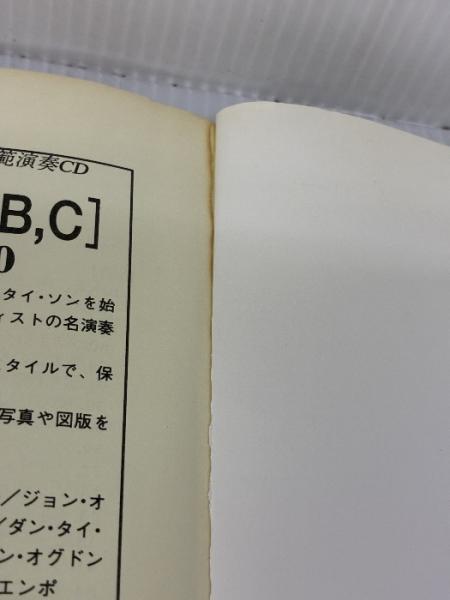 範演奏CD
B,C]
0
タイ・ソンを始
ィストの名演奏
タイルで、保
写真や図版を
／ジョン・オ
／ダン・タイ・
ン・オグドン
エンポ